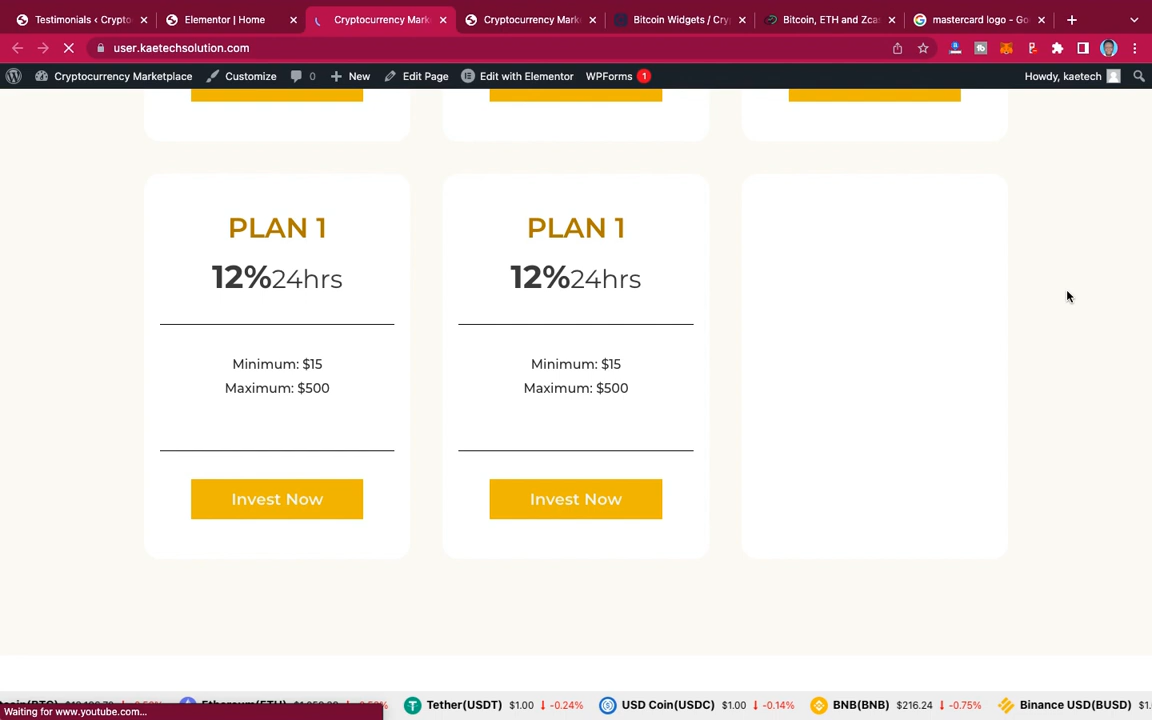 Testimonials ‹ Crypto
Elementor | Home
Cryptocurrency Mark
Cryptocurrency Mark
Bitcoin Widgets / Cry
Bitcoin, ETH and Zcas
mastercard logo - Go
user.kaetechsolution.com
Cryptocurrency Marketplace
Customize
0
New
Edit Page
Edit with Elementor
WPForms 1
Howdy, kaetech
PLAN 1
12%24hrs
Minimum: $15
Maximum: $500
Invest Now
PLAN 1
12%24hrs
Minimum: $15
Maximum: $500
Invest Now
Tether(USDT) $1.00 ↓ -0.24% USD Coin(USDC) $1.00 ↓ -0.14% BNB(BNB) $216.24 ↓ -0.75% Binance USD(BUSD)
Waiting for www.youtube.com...